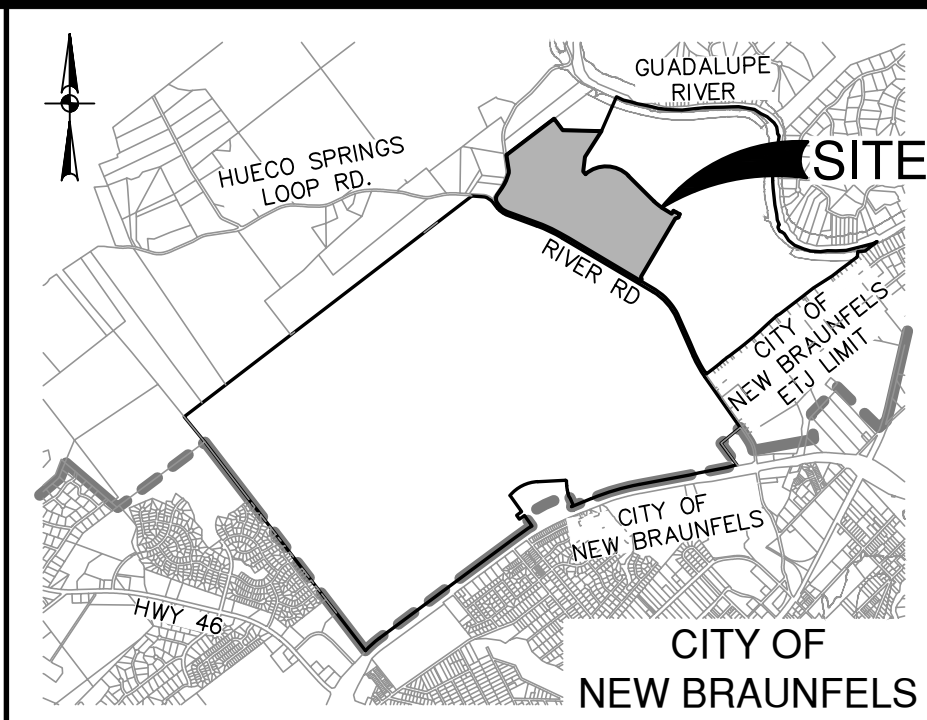 GUADALUPE
RIVER
HUECO SPRINGS
LOOP RD.
SITE
RIVER RD
CITY OF
NEW BRAUNFELS
ETJ LIMIT
CITY OF
NEW BRAUNFELS
HWY 46
CITY OF
NEW BRAUNFELS